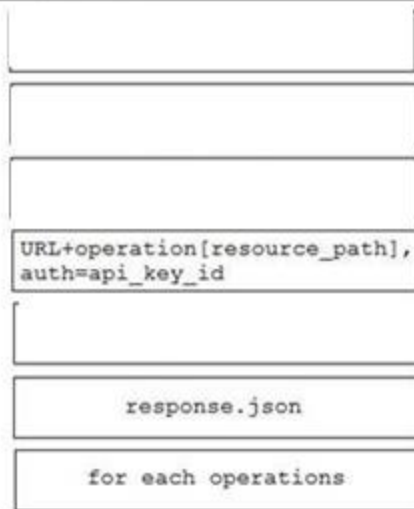 URL+operation[resource_path],
auth=api_key_id
response.json
for each operations